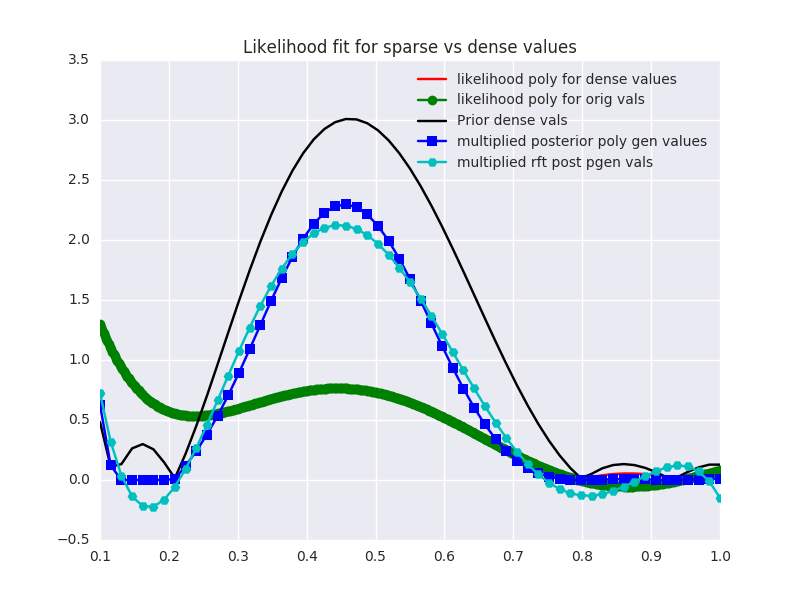 Likelihood fit for sparse vs dense values
3.5
3.0
2.5
2.0
1.5
1.0
0.5
0.0
−0.5
likelihood poly for dense values
likelihood poly for orig vals
Prior dense vals
multiplied posterior poly gen values
multiplied rft post pgen vals
0.1 0.2 0.3 0.4 0.5 0.6 0.7 0.8 0.9 1.0